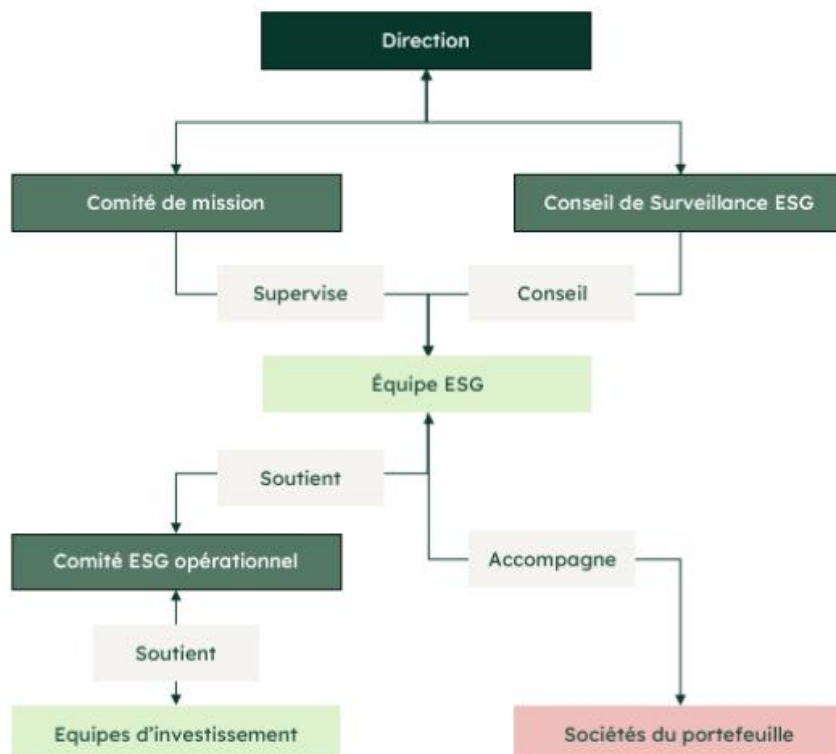 Direction
Comité de mission
Conseil de Surveillance ESG
Supervise
Conseil
Équipe ESG
Soutient
Comité ESG opérationnel
Accompagne
Soutient
Equipes d'investissement
Sociétés du portefeuille